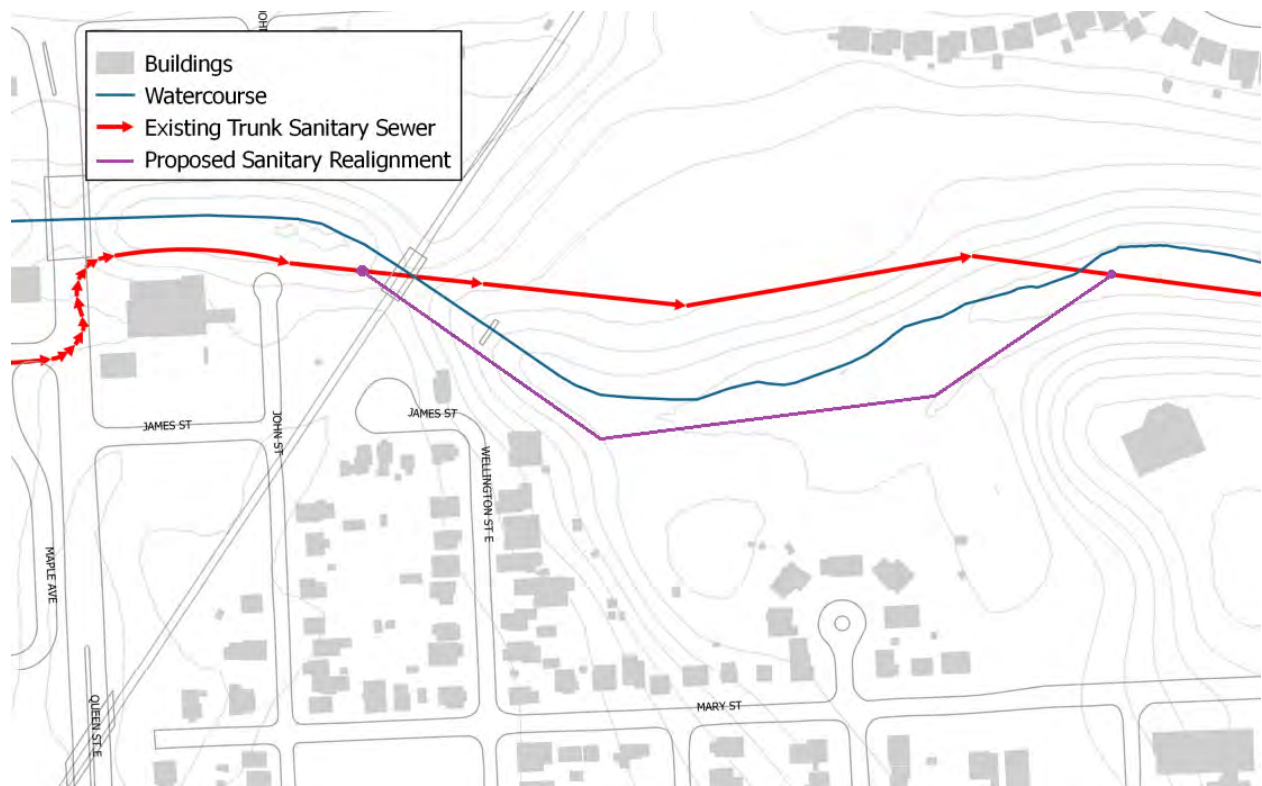 Buildings
Watercourse
Existing Trunk Sanitary Sewer
Proposed Sanitary Realignment
JAMES ST
JOHN ST
JAMES ST
WELLINGTON ST E
MAPLE AVE
QUEEN ST E
MARY ST